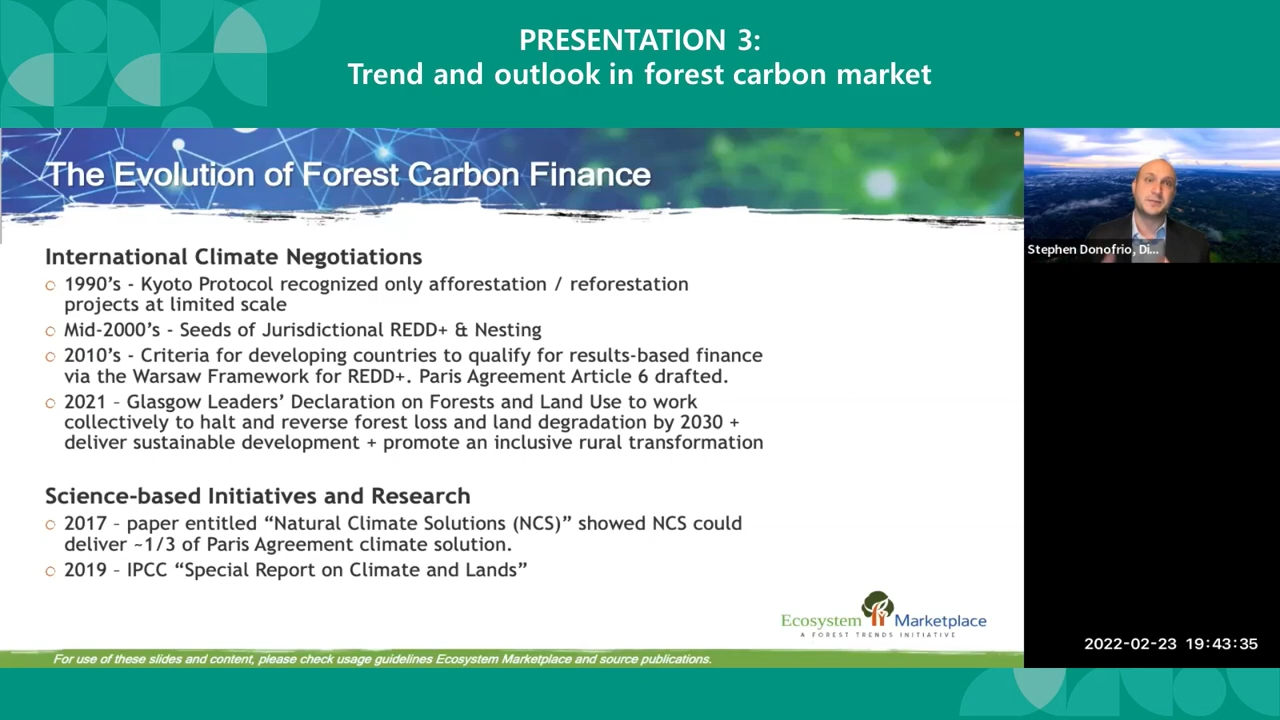 PRESENTATION 3:
Trend and outlook in forest carbon market
The Evolution of Forest Carbon Finance
International Climate Negotiations
1990's - Kyoto Protocol recognized only afforestation / reforestation
projects at limited scale
Mid-2000's - Seeds of Jurisdictional REDD+ & Nesting
2010's - Criteria for developing countries to qualify for results-based finance
via the Warsaw Framework for REDD+. Paris Agreement Article 6 drafted.
2021 – Glasgow Leaders' Declaration on Forests and Land Use to work
collectively to halt and reverse forest loss and land degradation by 2030 +
deliver sustainable development + promote an inclusive rural transformation
Science-based Initiatives and Research
2017 – paper entitled “Natural Climate Solutions (NCS)” showed NCS could
deliver ~1/3 of Paris Agreement climate solution.
2019 – IPCC “Special Report on Climate and Lands”
Ecosystem Marketplace
A FOREST TRENDS INITIATIVE
For use of these slides and content, please check usage guidelines Ecosystem Marketplace and source publications.
Stephen Donofrio, Di...
2022-02-23 19:43:35